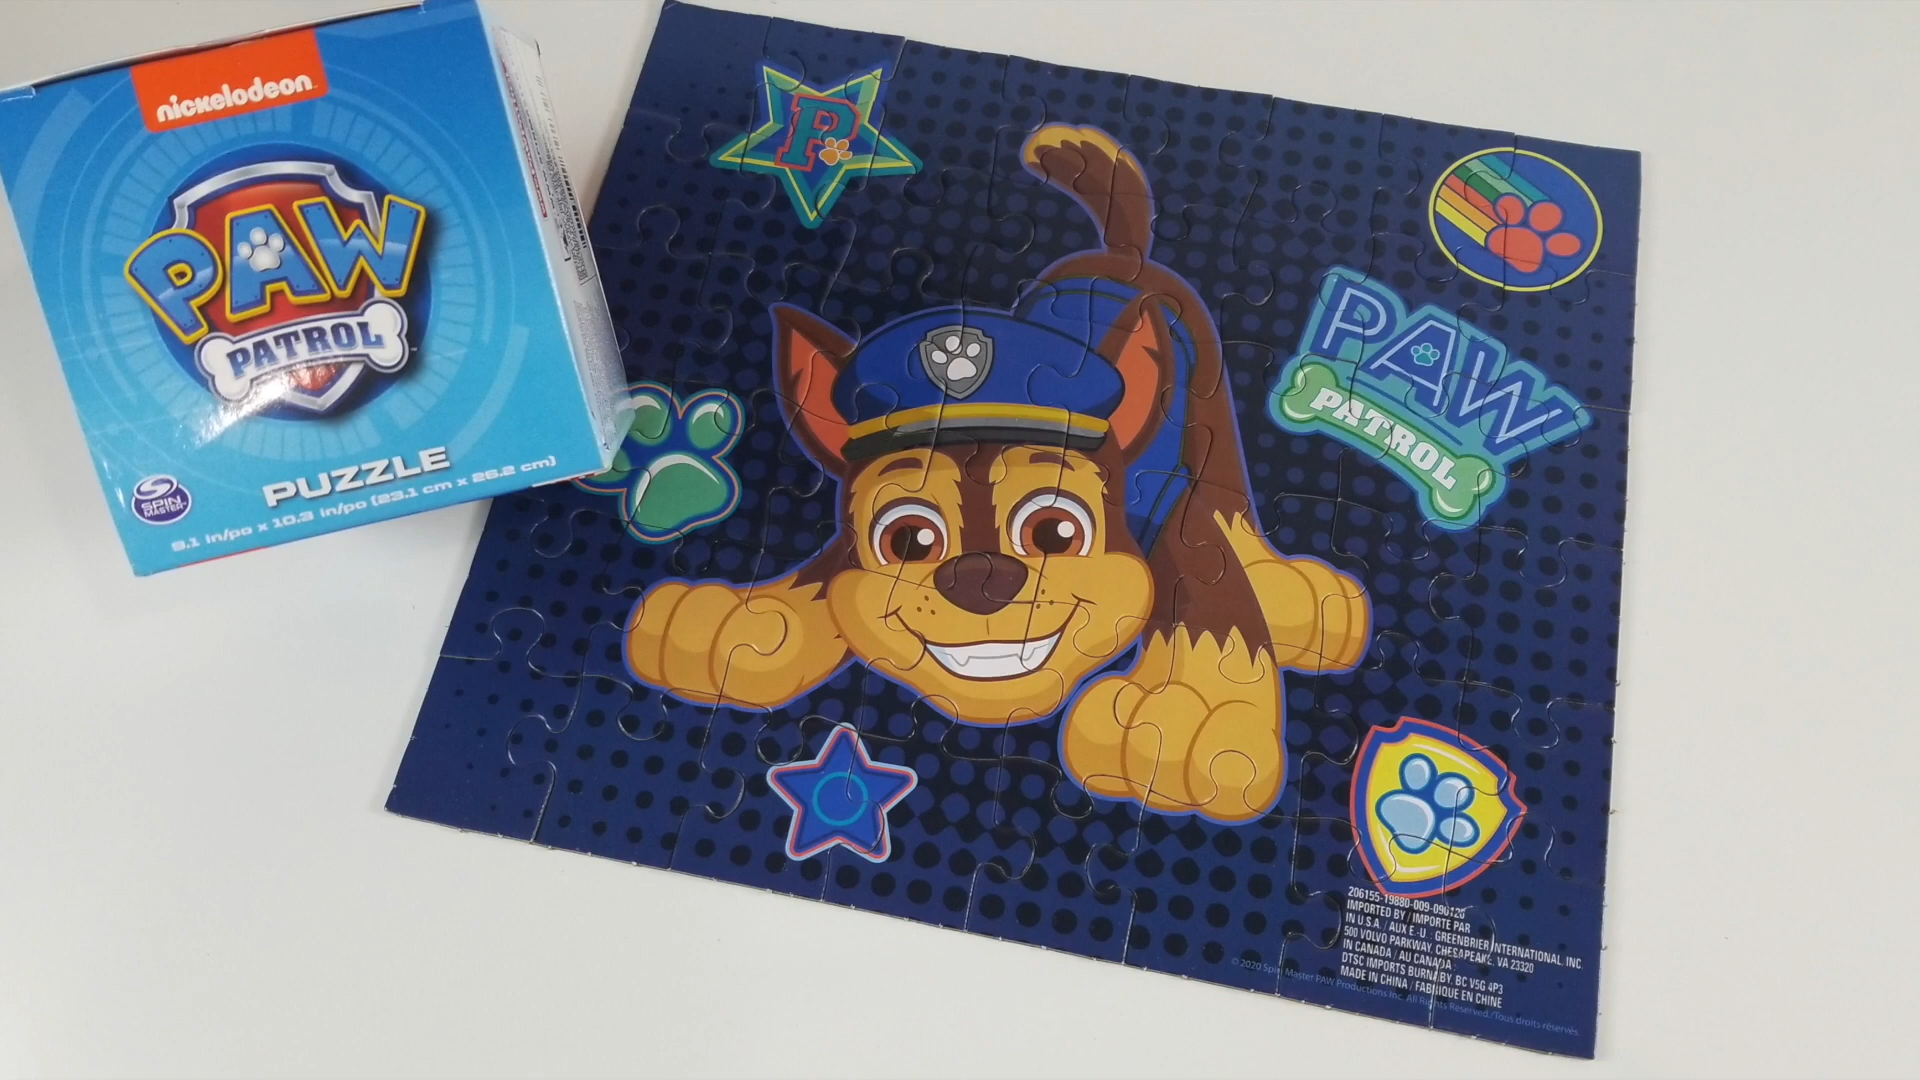 nickelodeon
PAW
PATROL
PUZZLE
SPIN
MASTER
9.1 in/po x 10.3 in/po (23.1 cm x 26.2 cm)
P
PAW
PATROL
206155-19880-009-090120
IMPORTED BY / IMPORTE PAR
IN U.S.A. / AUX E.-U. : GREENBRIER INTERNATIONAL, INC.
500 VOLVO PARKWAY, CHESAPEAKE, VA 23320
IN CANADA / AU CANADA :
DTSC IMPORTS BURNABY, BC V5G 4P3
MADE IN CHINA / FABRIQUE EN CHINE
© 2020 Spin Master PAW Productions Inc. All Rights Reserved./Tous droits réservés.